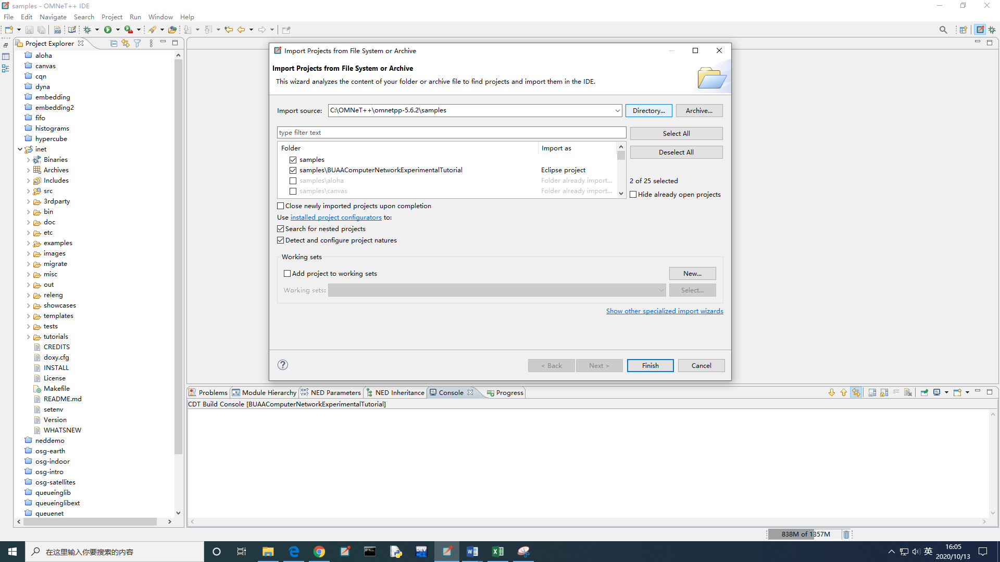 samples - OMNeT++ IDE
File Edit Navigate Search Project Run Window Help
Project Explorer
aloha
canvas
cqn
dyna
embedding
embedding2
fifo
histograms
hypercube
inet
Binaries
Archives
Includes
src
3rdparty
bin
doc
etc
examples
images
migrate
misc
out
releng
showcases
templates
tests
tutorials
CREDITS
doxy.cfg
INSTALL
License
Makefile
README.md
setenv
Version
WHATSNEW
neddemo
osg-earth
osg-indoor
osg-intro
osg-satellites
queueinglib
queueinglibext
queuenet
Import Projects from File System or Archive
Import Projects from File System or Archive
This wizard analyzes the content of your folder or archive file to find projects and import them in the IDE.
Import source: C:\OMNeT++\omnetpp-5.6.2\samples Directory... Archive...
type filter text Select All
Folder Import as
Deselect All
samples
samples\BUAAComputerNetworkExperimentalTutorial Eclipse project
samples\aloha Folder already import...
samples\canvas Folder already import...
2 of 25 selected
Hide already open projects
Close newly imported projects upon completion
Use installed project configurators to:
Search for nested projects
Detect and configure project natures
Working sets
Add project to working sets New...
Working sets: Select...
Show other specialized import wizards
< Back Next > Finish Cancel
Problems Module Hierarchy NED Parameters NED Inheritance Console Progress
CDT Build Console [BUAAComputerNetworkExperimentalTutorial]
838M of 1357M
在这里输入你要搜索的内容
DEV
英
16:05
2020/10/13